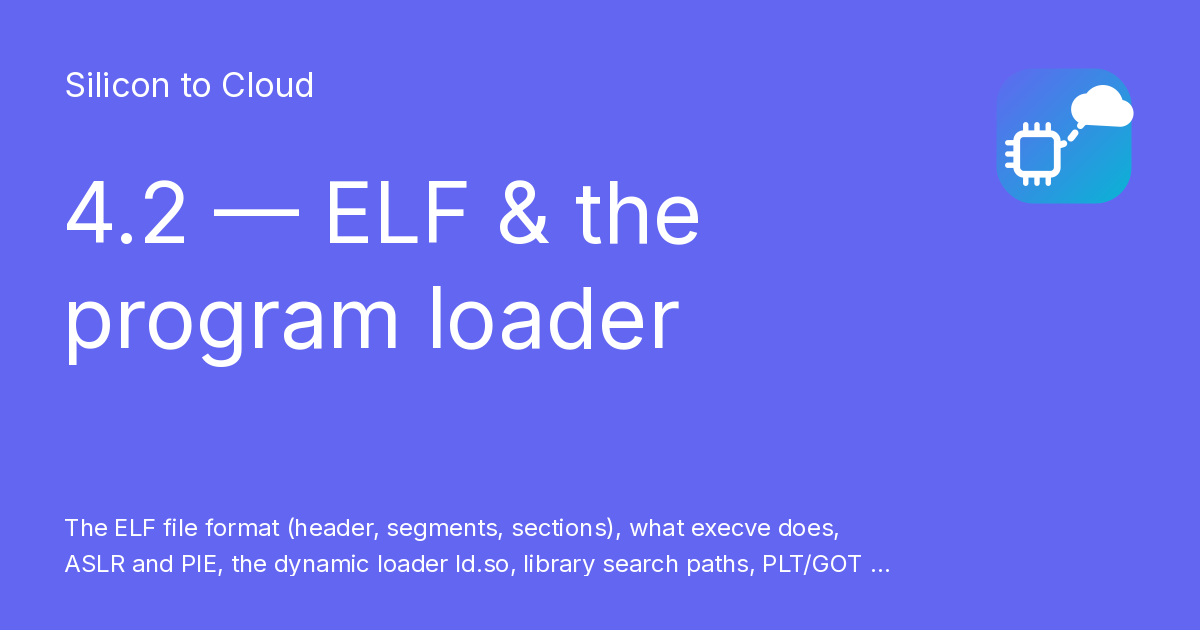 Silicon to Cloud
4.2 — ELF & the
program loader
The ELF file format (header, segments, sections), what execve does,
ASLR and PIE, the dynamic loader ld.so, library search paths, PLT/GOT ...